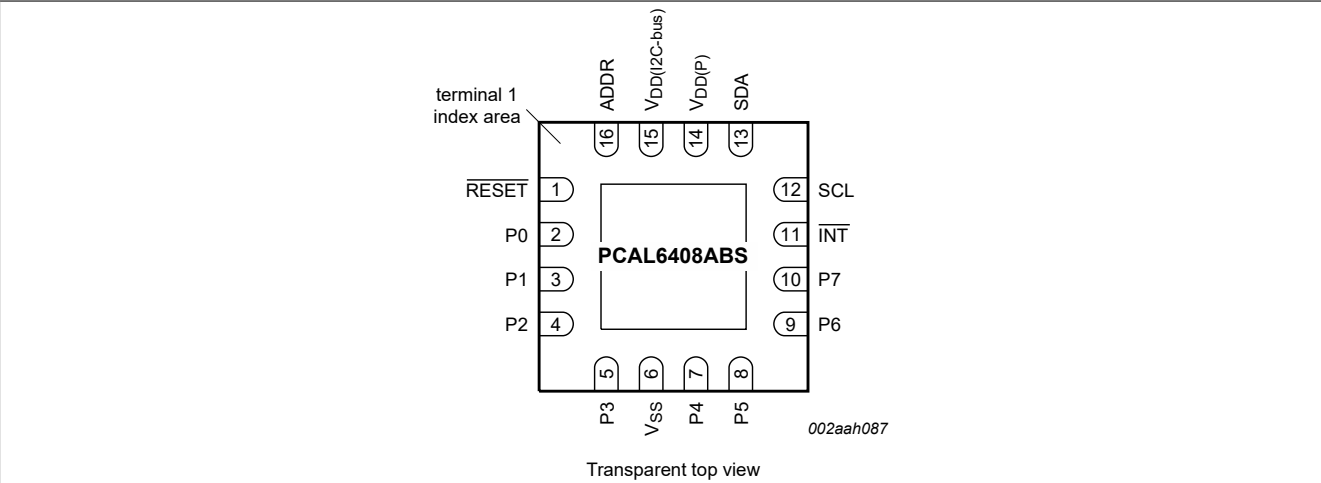 ADDR
VDD(I2C-bus)
VDD(P)
SDA
terminal 1
index area
16
15
14
13
RESET 1
12 SCL
P0 2
11 INT
PCAL6408ABS
P1 3
10 P7
P2 4
9 P6
5
6
7
8
P3
VSS
P4
P5
002aah087
Transparent top view